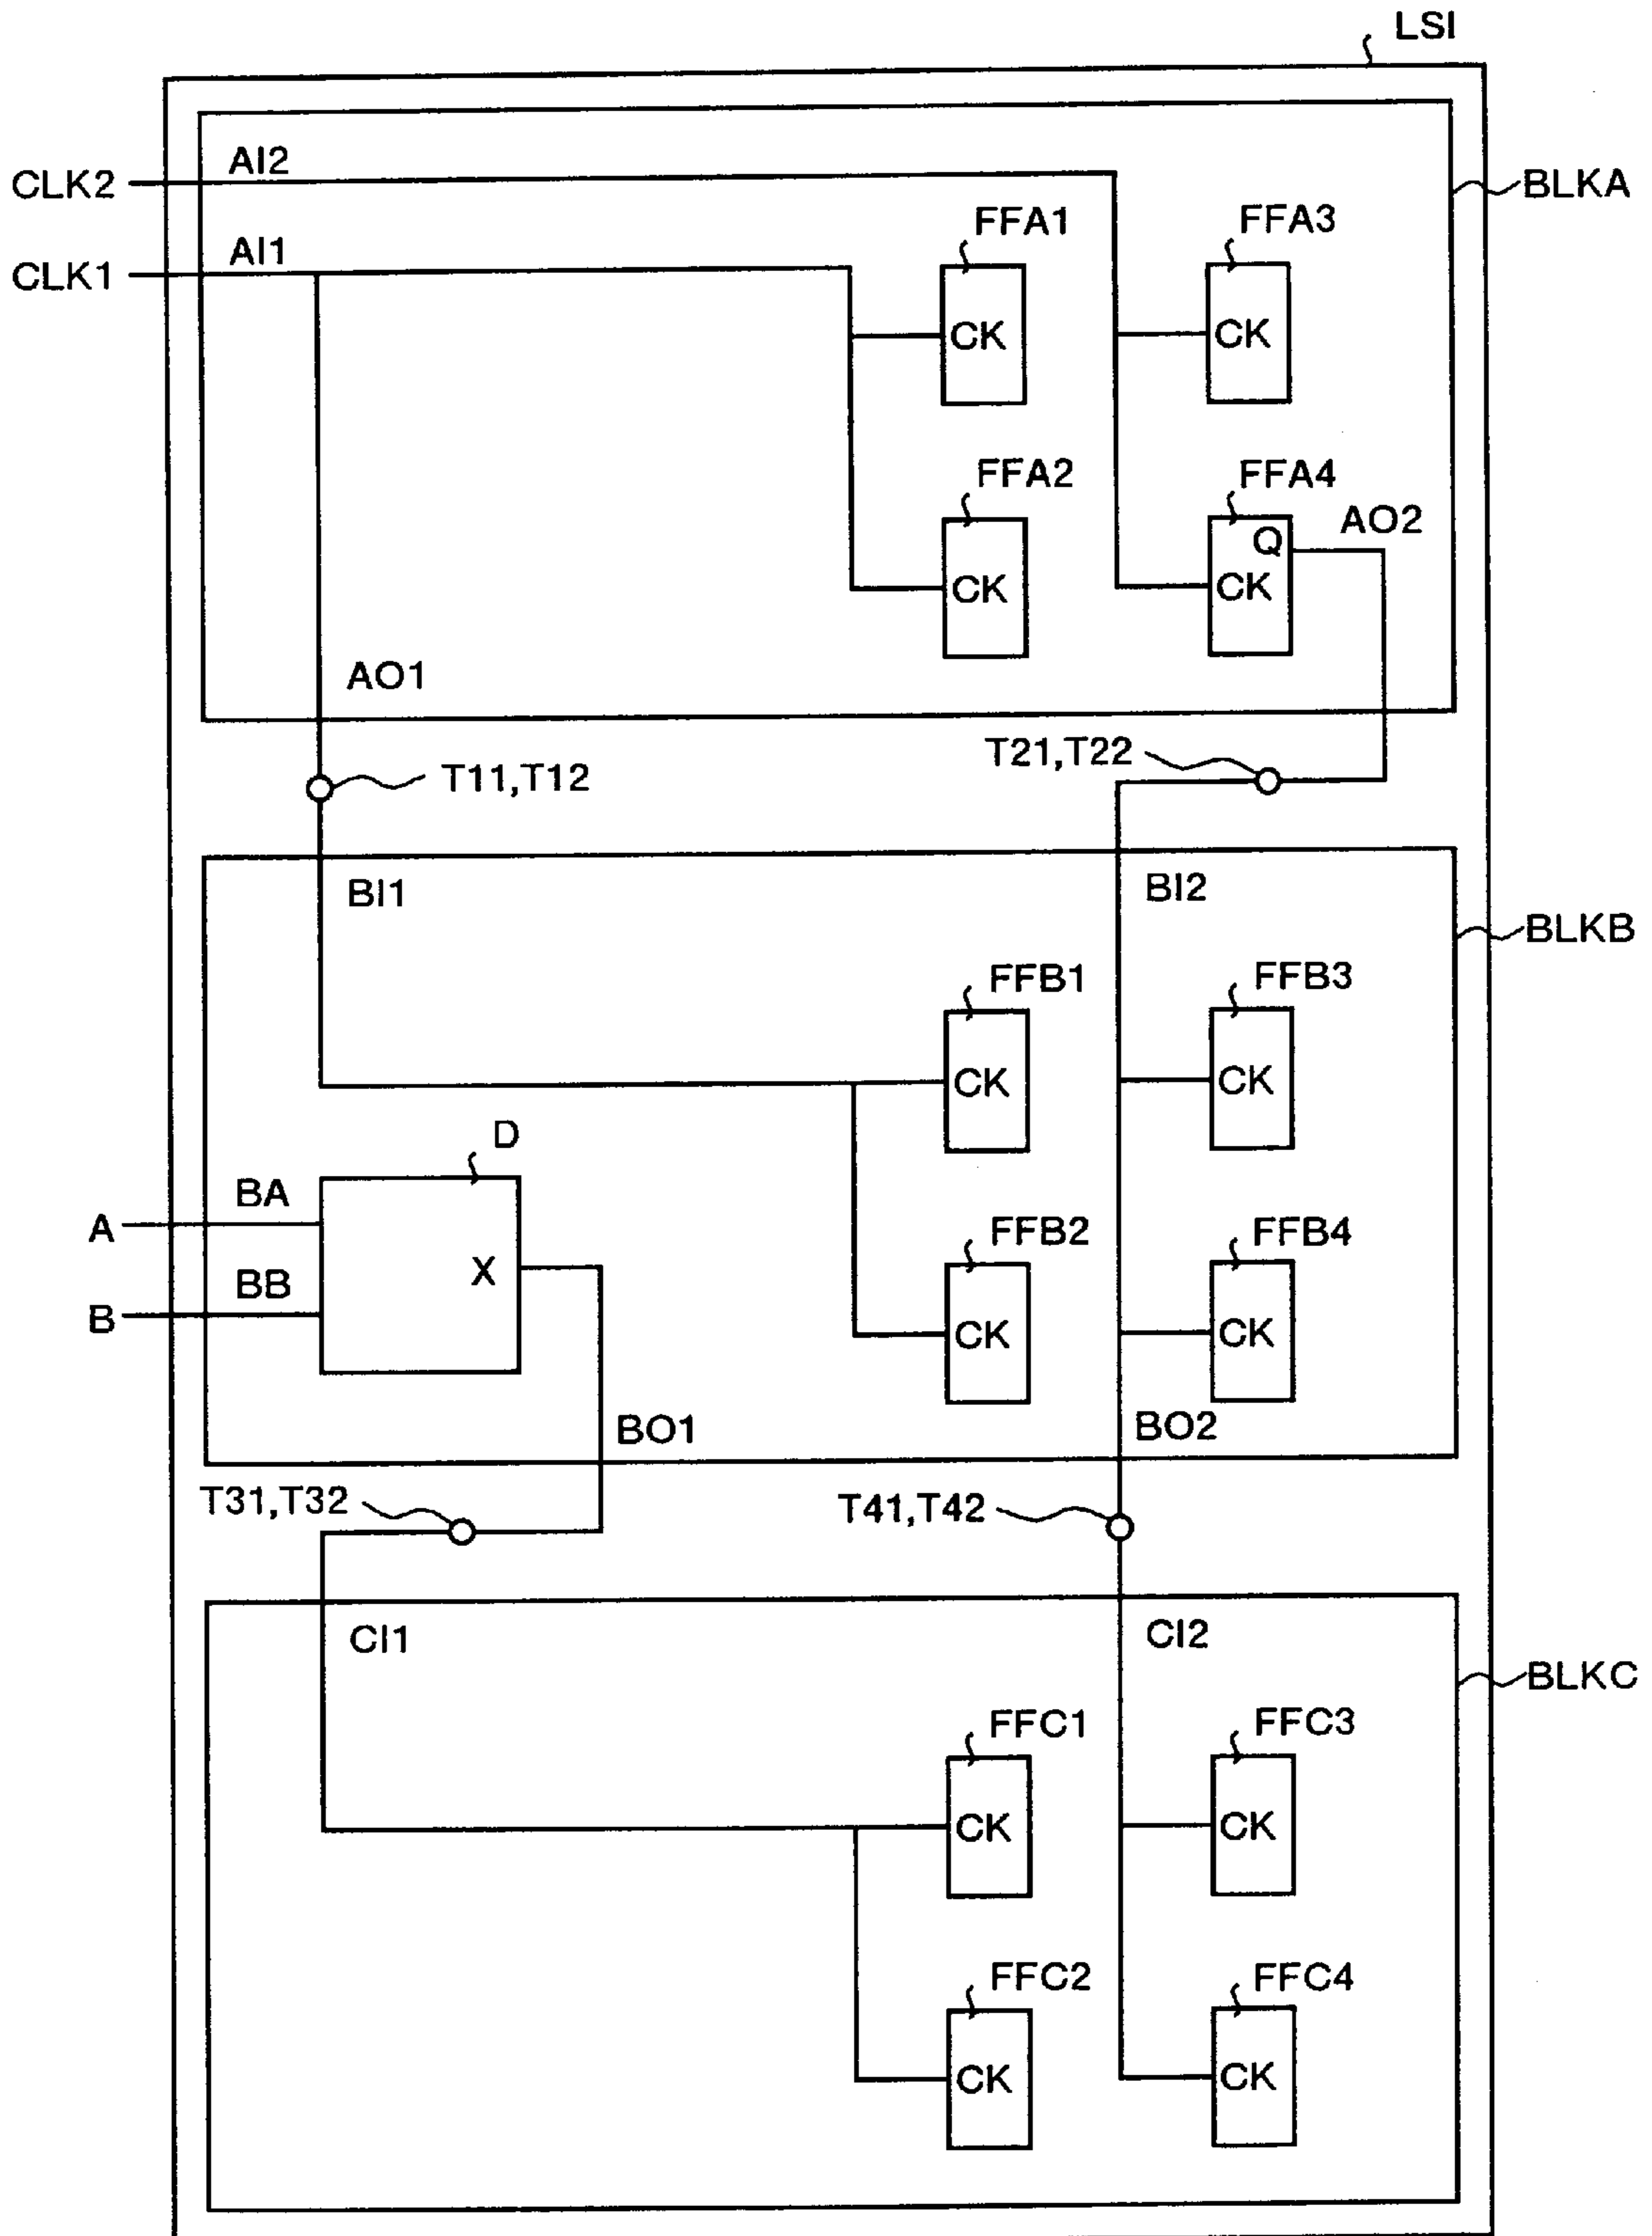 LSI
AI2
CLK2
BLKA
FFA1
FFA3
AI1
CLK1
CK
CK
FFA2
FFA4
AO2
Q
CK
CK
AO1
T21,T22
T11,T12
BI1
BI2
BLKB
FFB1
FFB3
CK
CK
D
BA
A
FFB2
FFB4
X
BB
B
CK
CK
BO1
BO2
T31,T32
T41,T42
CI1
CI2
BLKC
FFC1
FFC3
CK
CK
FFC2
FFC4
CK
CK